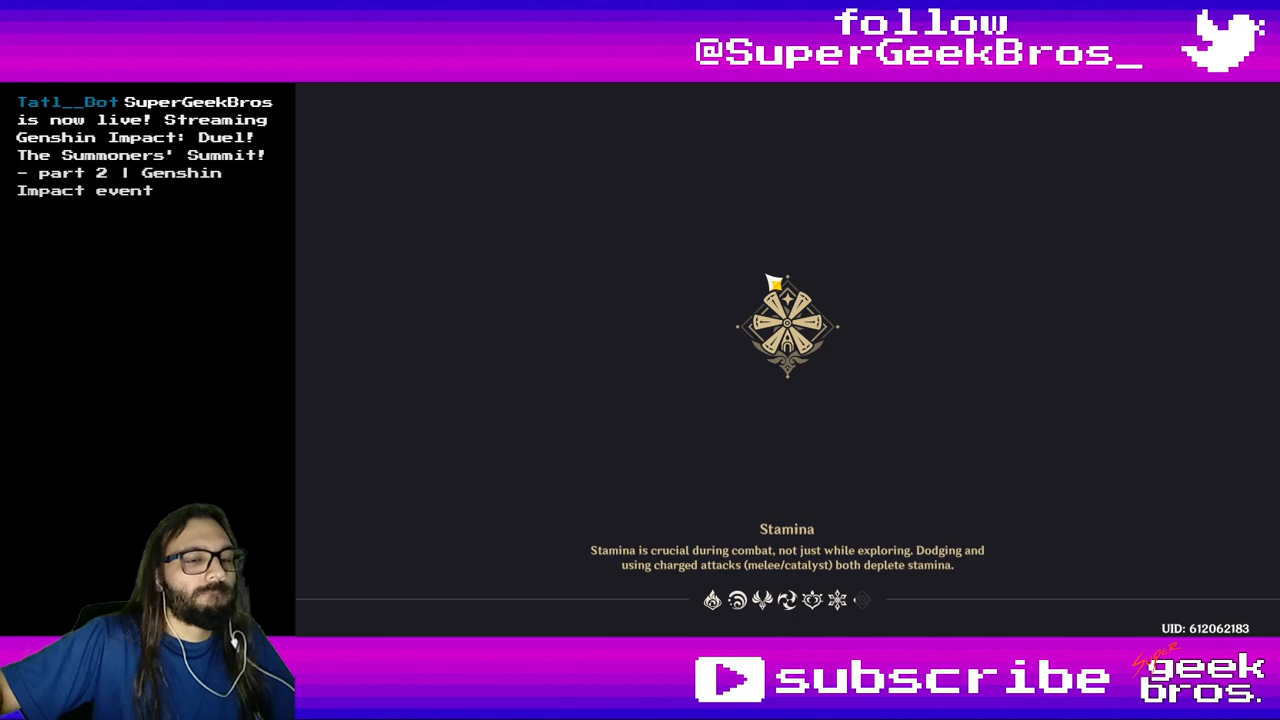 follow
@SuperGeekBros_
Tatl__Bot SuperGeekBros
is now live! Streaming
Genshin Impact: Duel!
The Summoners' Summit!
- part 2 | Genshin
Impact event
Stamina
Stamina is crucial during combat, not just while exploring. Dodging and
using charged attacks (melee/catalyst) both deplete stamina.
UID: 612062183
subscribe
super
geek
bros.